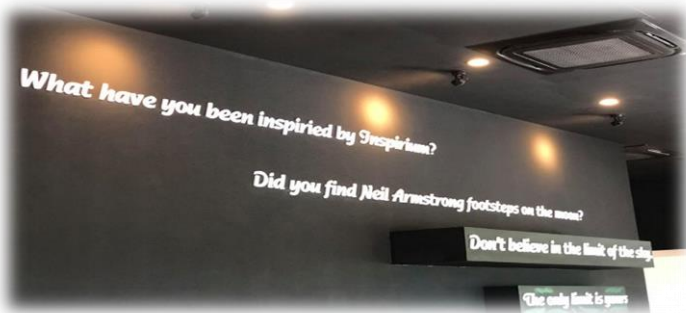 What have you been inspiried by Inspirium?
Did you find Neil Armstrong footsteps on the moon?
Don't believe in the limit of the sky.
The only limit is yours